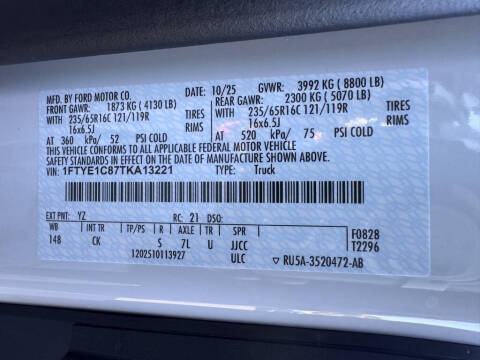 MFD. BY FORD MOTOR CO. DATE: 10/25 GVWR: 3992 KG ( 8800 LB)
FRONT GAWR: 1873 KG ( 4130 LB) REAR GAWR: 2300 KG ( 5070 LB)
WITH 235/65R16C 121/119R TIRES WITH 235/65R16C 121/119R TIRES
16x6.5J RIMS 16x6.5J RIMS
AT 360 kPa/ 52 PSI COLD AT 520 kPa/ 75 PSI COLD
THIS VEHICLE CONFORMS TO ALL APPLICABLE FEDERAL MOTOR VEHICLE
SAFETY STANDARDS IN EFFECT ON THE DATE OF MANUFACTURE SHOWN ABOVE.
VIN: 1FTYE1C87TKA13221 TYPE: Truck
EXT PNT: YZ RC: 21 DSO:
WB INT TR TP/PS R AXLE TR SPR F0828
148 CK S 7L U JJCC T2296
1202510113927 ULC RU5A-3520472-AB